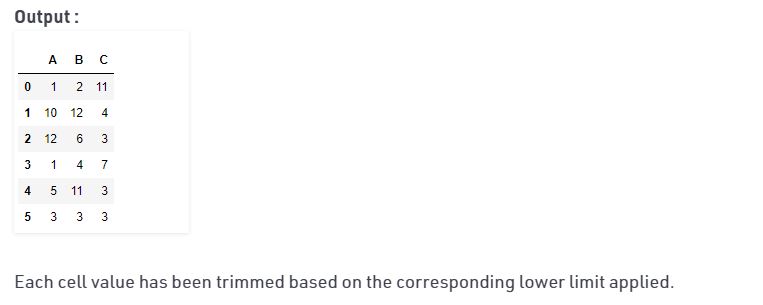 Output :
A B C
0 1 2 11
1 10 12 4
2 12 6 3
3 1 4 7
4 5 11 3
5 3 3 3
Each cell value has been trimmed based on the corresponding lower limit applied.